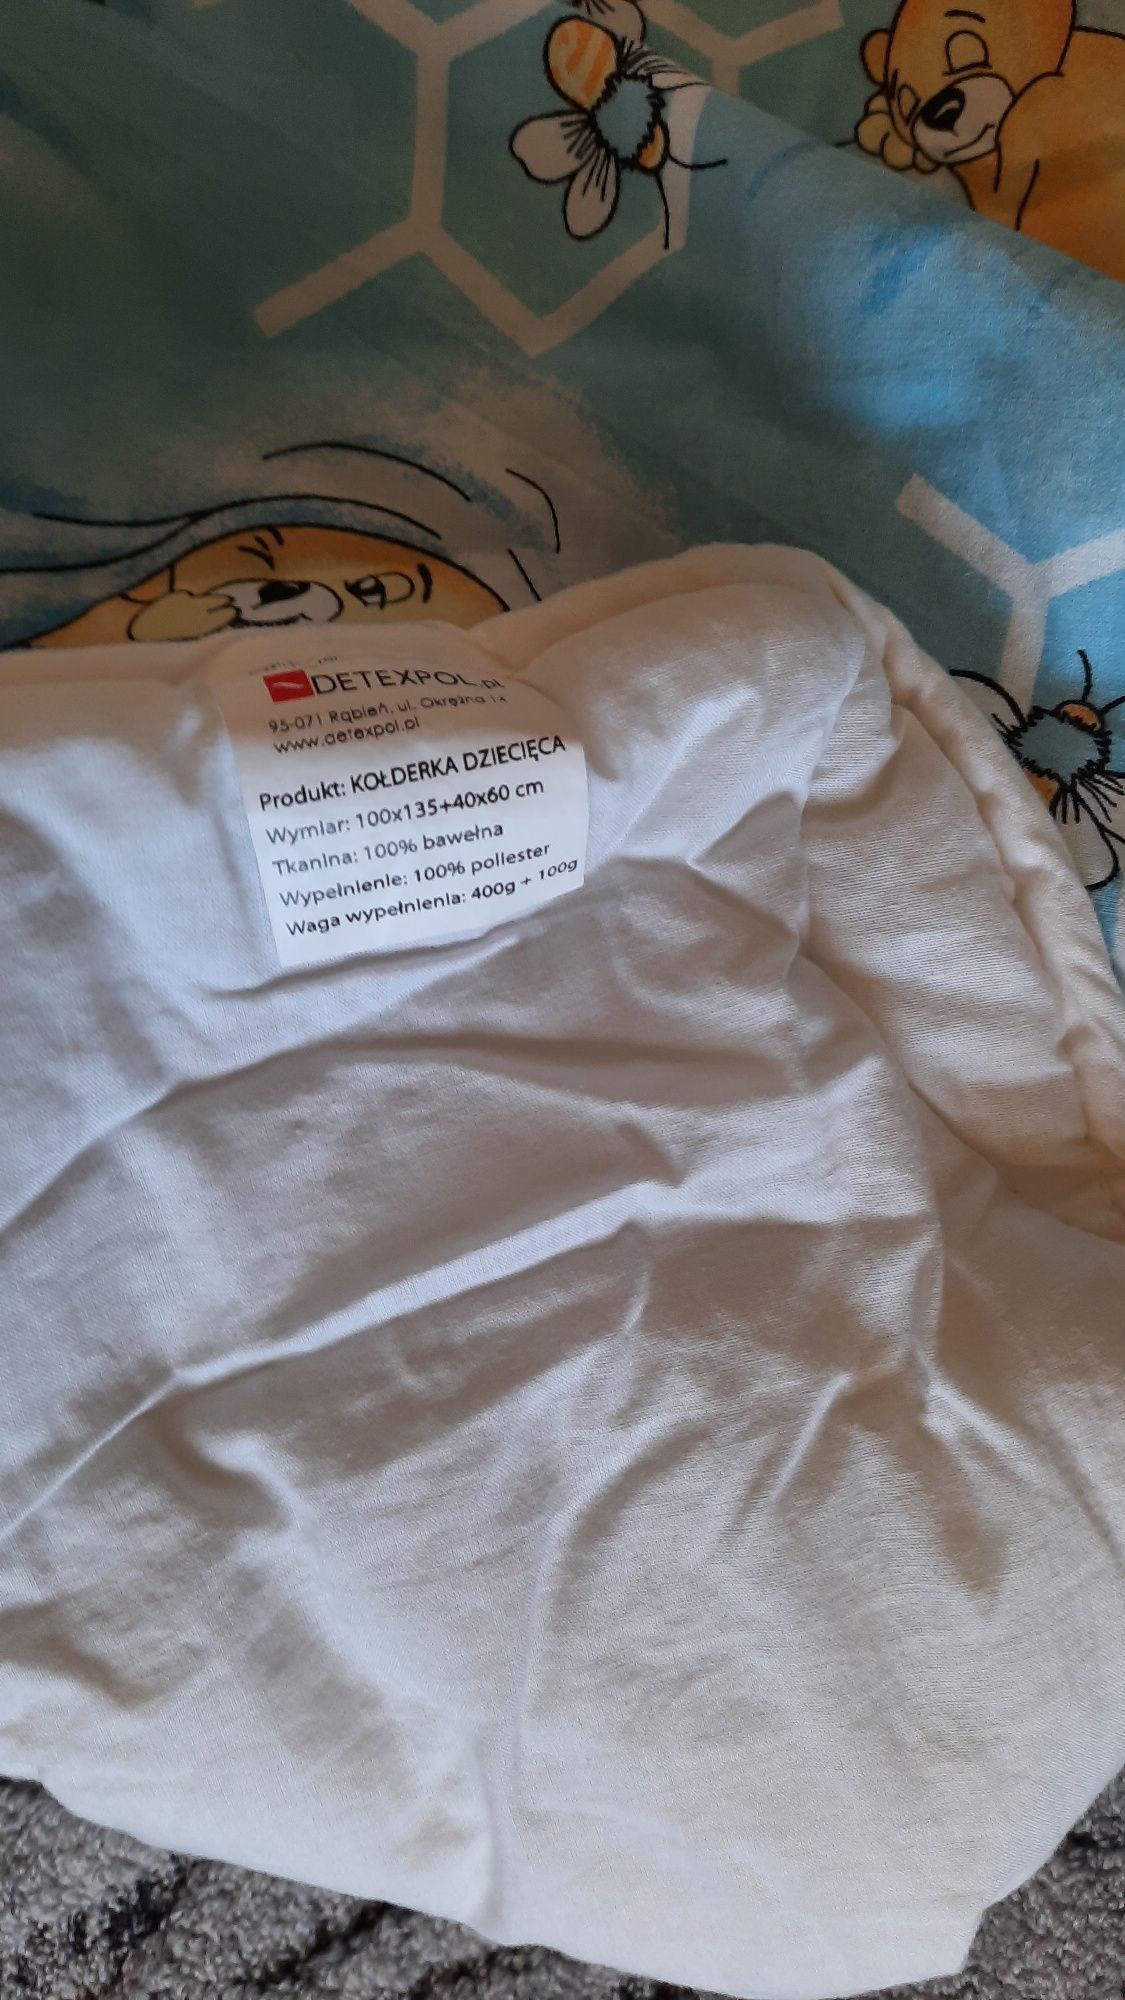 DETEXPOL.pl
95-071 Rąbień, ul. Okrężna 14
www.detexpol.pl
Produkt: KOŁDERKA DZIECIĘCA
Wymiar: 100x135+40x60 cm
Tkanina: 100% bawełna
Wypełnienie: 100% poliester
Waga wypełnienia: 400g + 100g